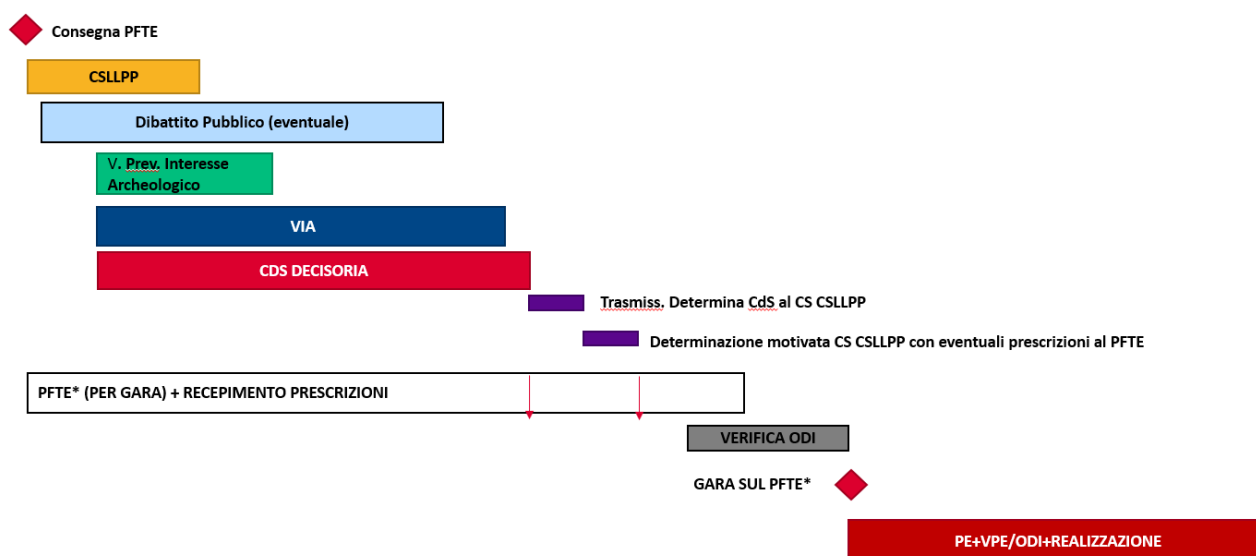 Consegna PFTE
CSLLPP
Dibattito Pubblico (eventuale)
V. Prev. Interesse
Archeologico
VIA
CDS DECISORIA
Trasmiss. Determina CdS al CS CSLLPP
Determinazione motivata CS CSLLPP con eventuali prescrizioni al PFTE
PFTE* (PER GARA) + RECEPIMENTO PRESCRIZIONI
VERIFICA ODI
GARA SUL PFTE*
PE+VPE/ODI+REALIZZAZIONE